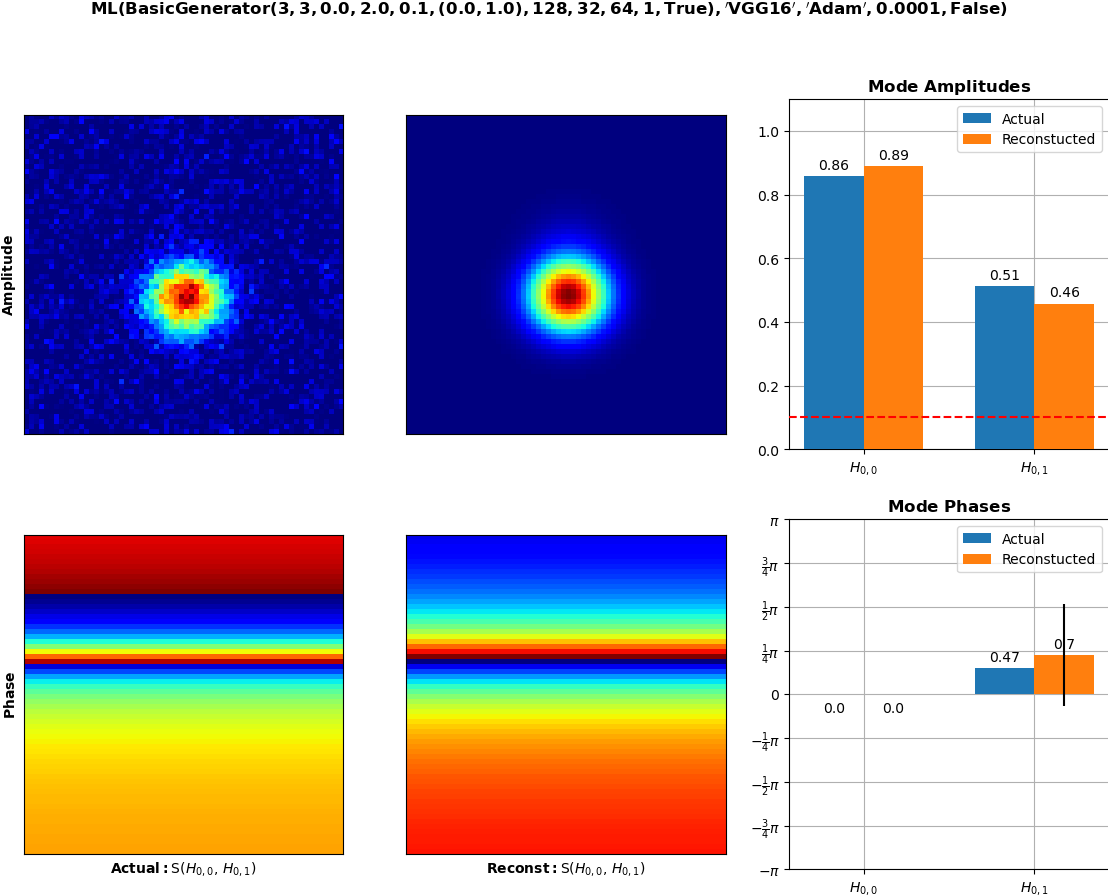 ML(BasicGenerator(3, 3, 0.0, 2.0, 0.1, (0.0, 1.0), 128, 32, 64, 1, True), ′VGG16′, ′Adam′, 0.0001, False)
Amplitude
Mode Amplitudes
Actual
Reconstucted
1.0
0.8
0.6
0.4
0.2
0.0
0.86
0.89
0.51
0.46
H0,0
H0,1
Phase
Actual: S(H0,0, H0,1)
Reconst: S(H0,0, H0,1)
Mode Phases
Actual
Reconstucted
π
3/4π
1/2π
1/4π
0
−1/4π
−1/2π
−3/4π
−π
0.0
0.0
0.47
0.7
H0,0
H0,1